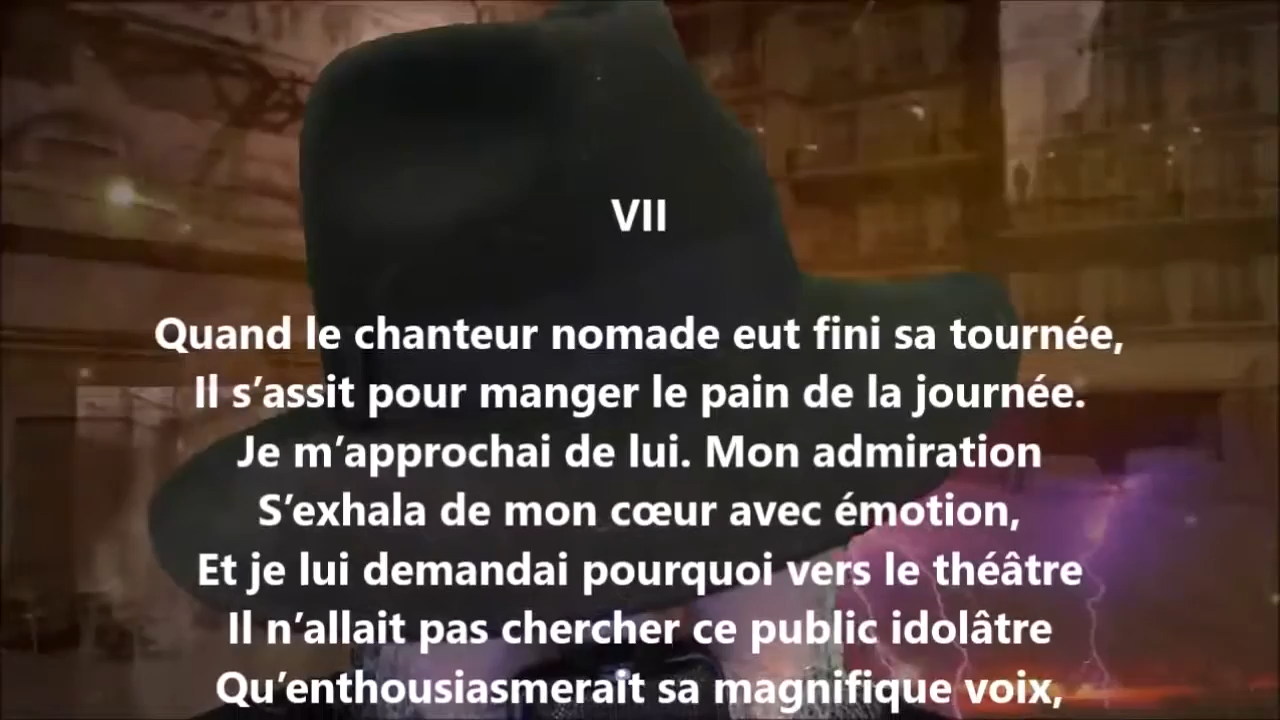 VII
Quand le chanteur nomade eut fini sa tournée,
Il s’assit pour manger le pain de la journée.
Je m’approchai de lui. Mon admiration
S’exhala de mon cœur avec émotion,
Et je lui demandai pourquoi vers le théâtre
Il n’allait pas chercher ce public idolâtre
Qu’enthousiasmerait sa magnifique voix,